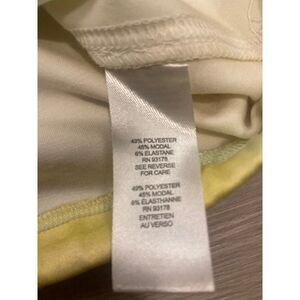 49% POLYESTER
45% MODAL
6% ELASTANE
RN 93178
SEE REVERSE
FOR CARE
49% POLYESTER
45% MODAL
6% ÉLASTHANNE
RN 93178
ENTRETIEN
AU VERSO